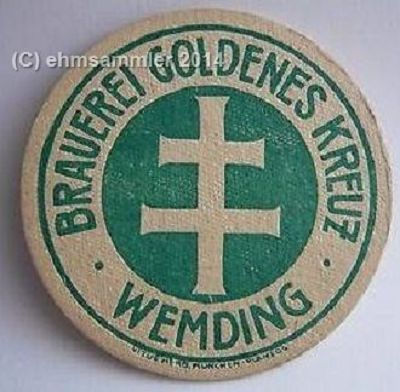 (C) ehmsammler 2014
BRAUEREI GOLDENES KREUZ
· WEMDING ·